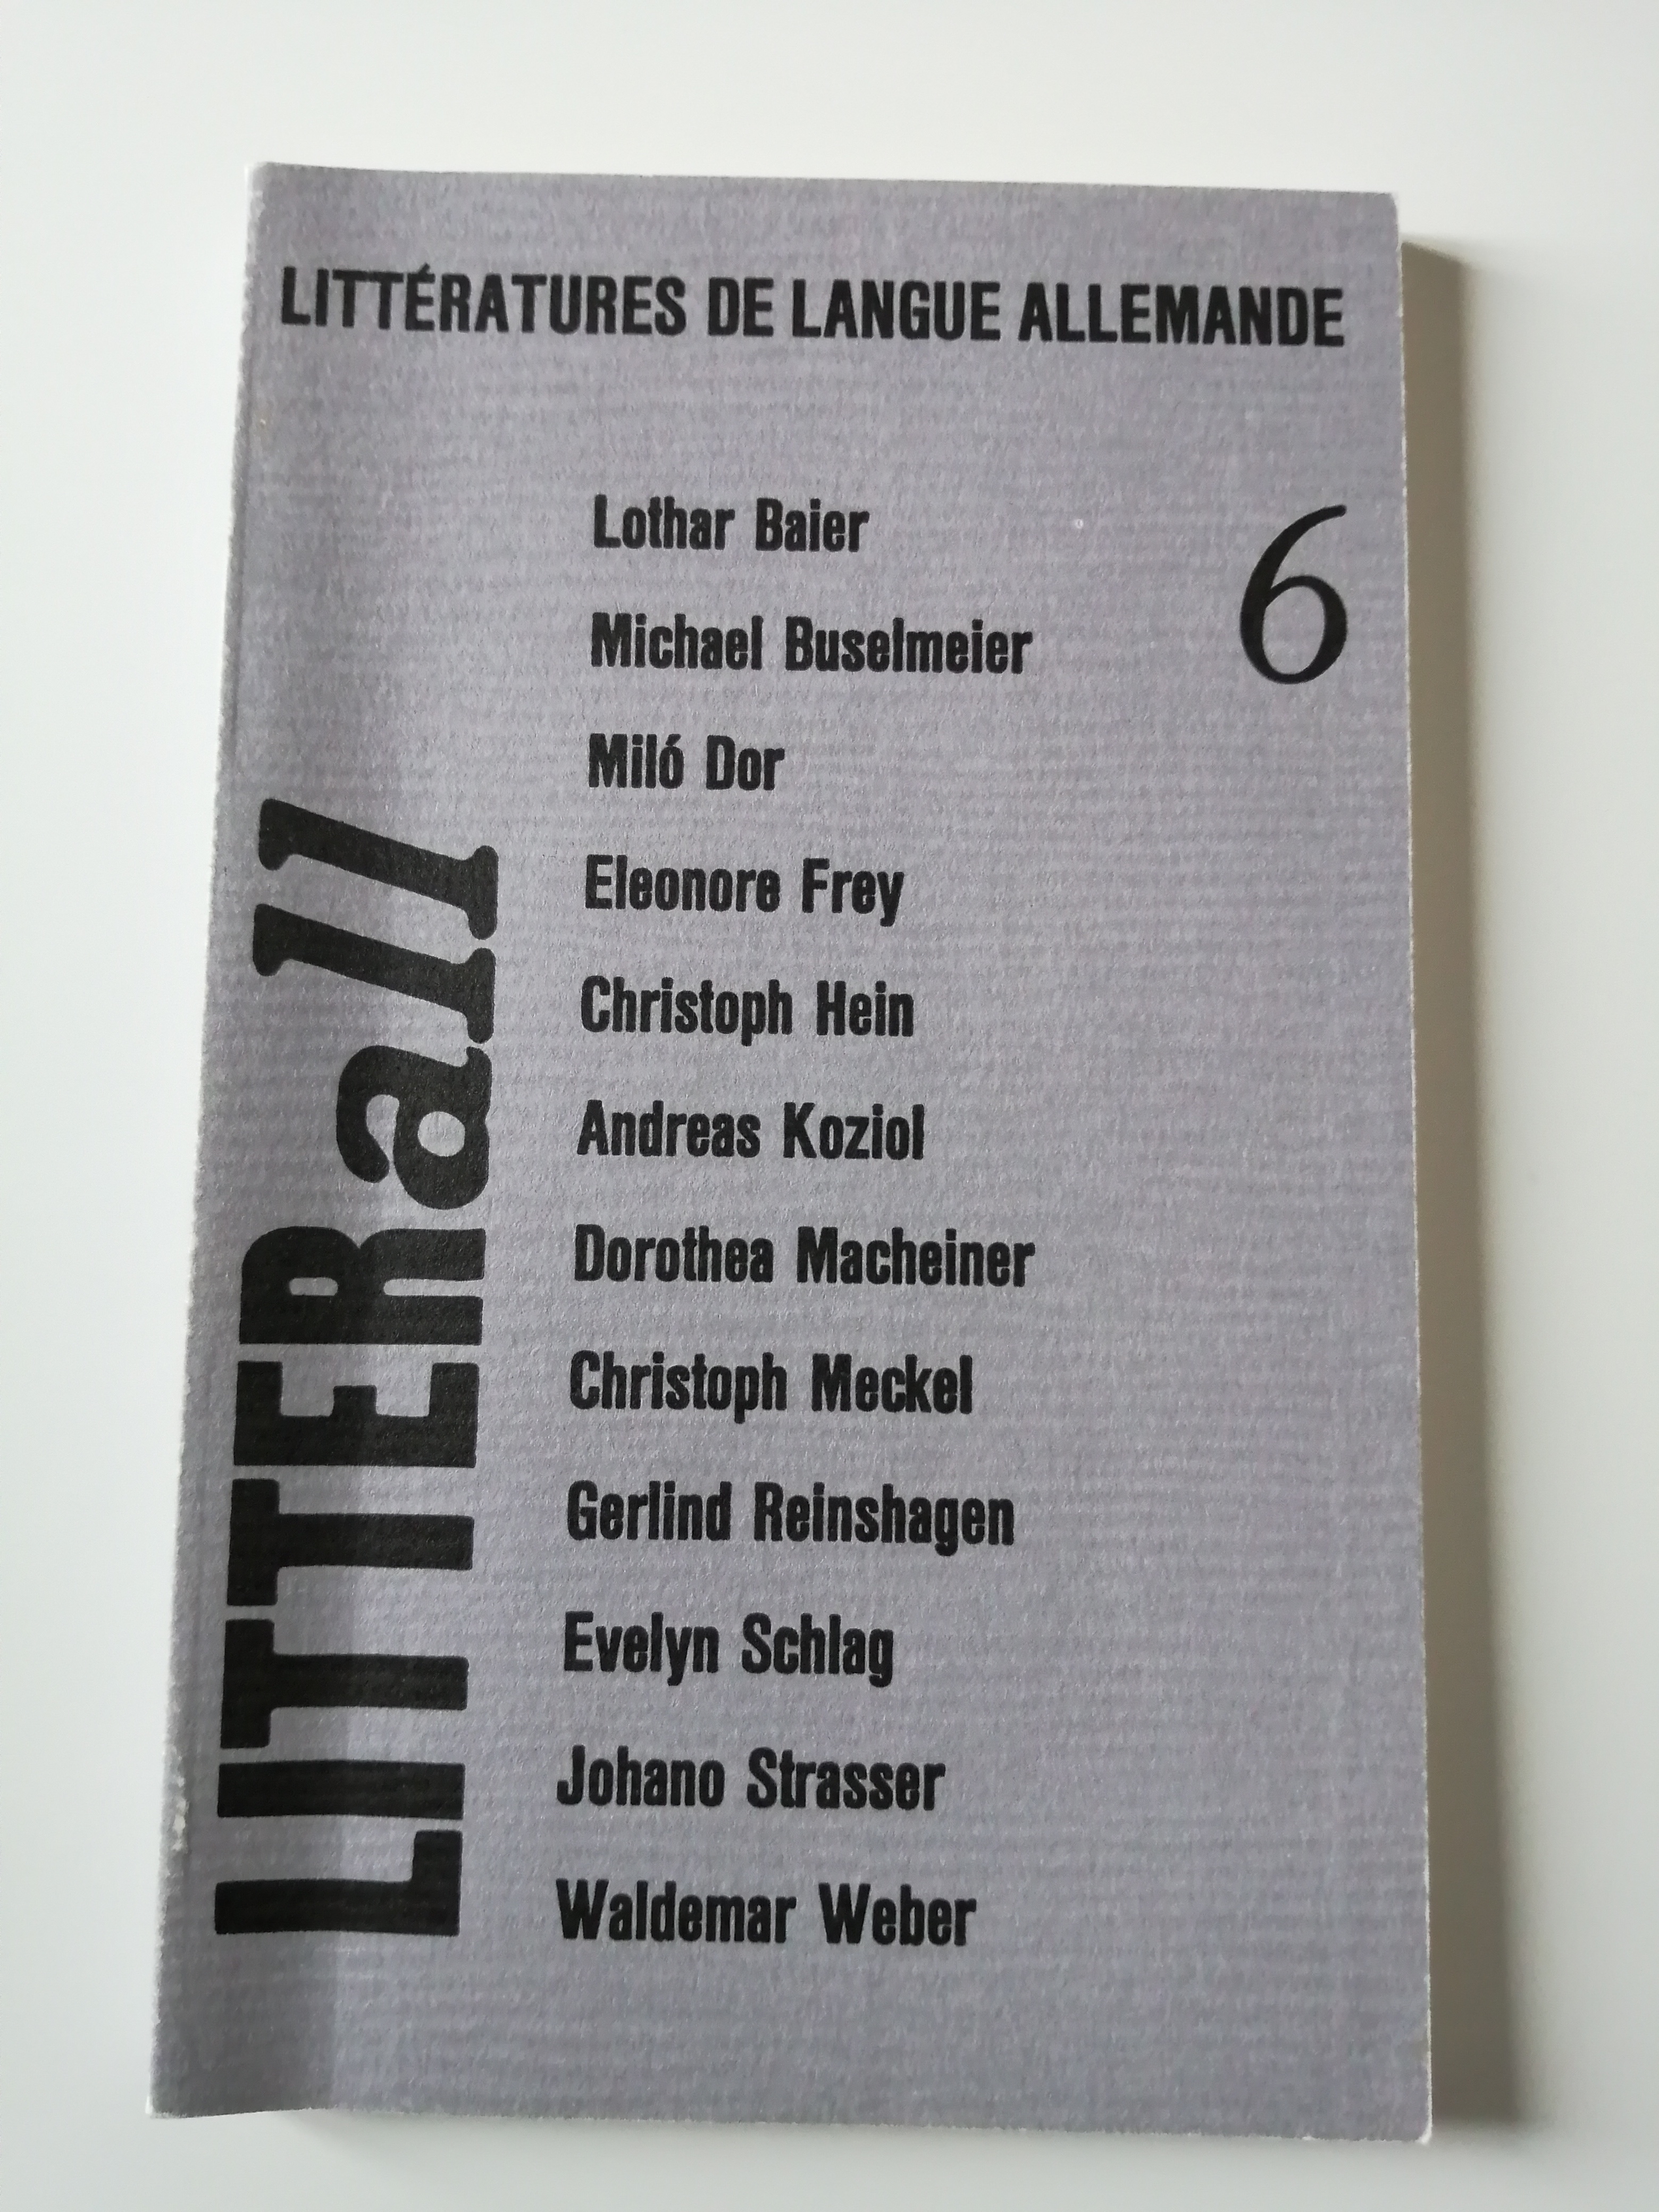 LITTÉRATURES DE LANGUE ALLEMANDE
6
Lothar Baier
Michael Buselmeier
Miló Dor
Eleonore Frey
Christoph Hein
Andreas Koziol
Dorothea Macheiner
Christoph Meckel
Gerlind Reinshagen
Evelyn Schlag
Johano Strasser
Waldemar Weber
LITTERall